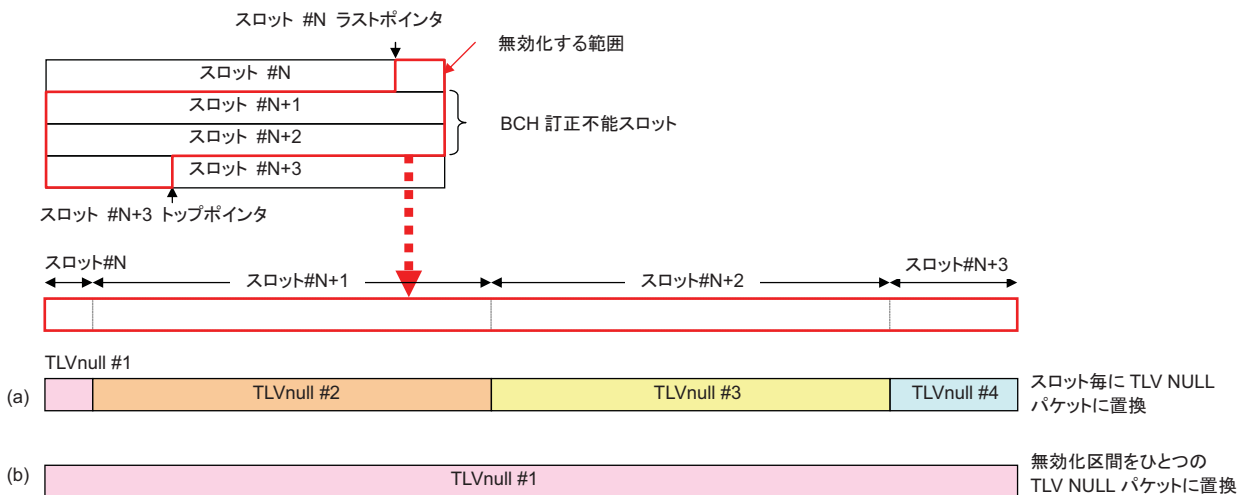 スロット #N ラストポインタ
無効化する範囲
スロット #N
スロット #N+1
スロット #N+2
BCH 訂正不能スロット
スロット #N+3
スロット #N+3 トップポインタ
スロット#N
スロット#N+1
スロット#N+2
スロット#N+3
TLVnull #1
(a)
TLVnull #2
TLVnull #3
TLVnull #4
スロット毎に TLV NULL
パケットに置換
(b)
TLVnull #1
無効化区間をひとつの
TLV NULL パケットに置換